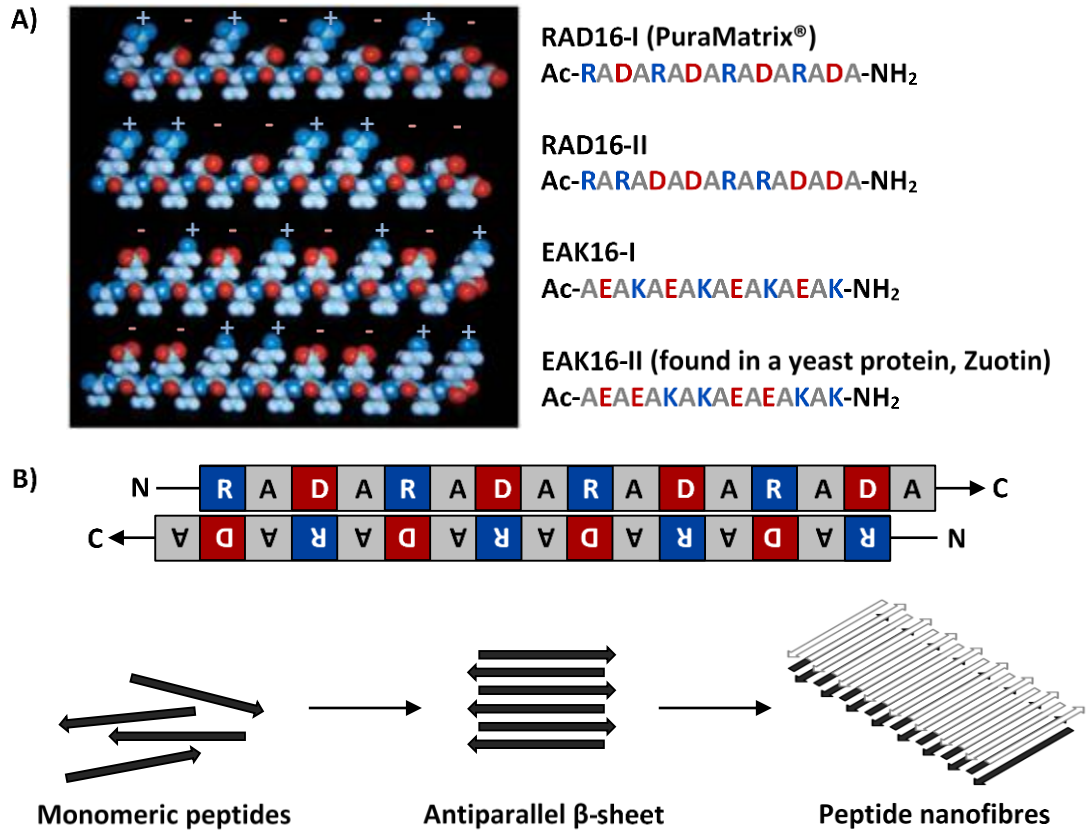 A)
+ - + - + - + -
RAD16-I (PuraMatrix®)
Ac-RADARADARADARADA-NH₂
+ + - - + + - -
RAD16-II
Ac-RARADADARARADADA-NH₂
- + - + - + - +
EAK16-I
Ac-AEAKAEAKAEAKAEAK-NH₂
- - + + - - + +
EAK16-II (found in a yeast protein, Zuotin)
Ac-AEAEAKAKAEAEAKAK-NH₂
B)
N R A D A R A D A R A D A R A D A C
C A D A R A D A R A D A R A D A R N
Monomeric peptides
Antiparallel β-sheet
Peptide nanofibres